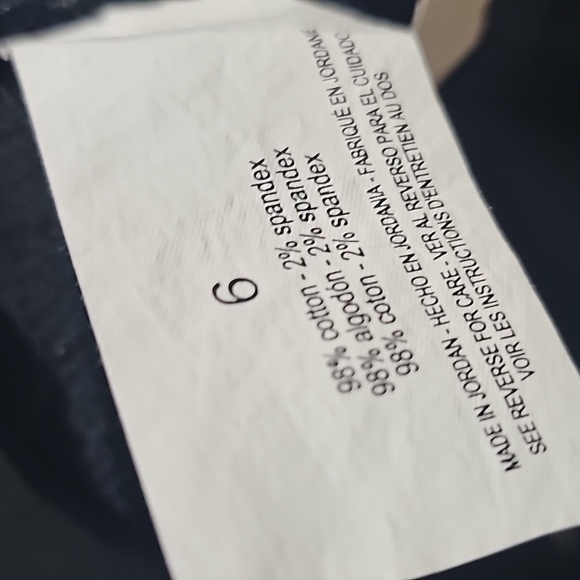 6
98% cotton - 2% spandex
98% algodón - 2% spandex
98% coton - 2% spandex
MADE IN JORDAN - HECHO EN JORDANIA - FABRIQUÉ EN JORDANIE
SEE REVERSE FOR CARE - VER AL REVERSO PARA EL CUIDADO
VOIR LES INSTRUCTIONS D'ENTRETIEN AU DOS